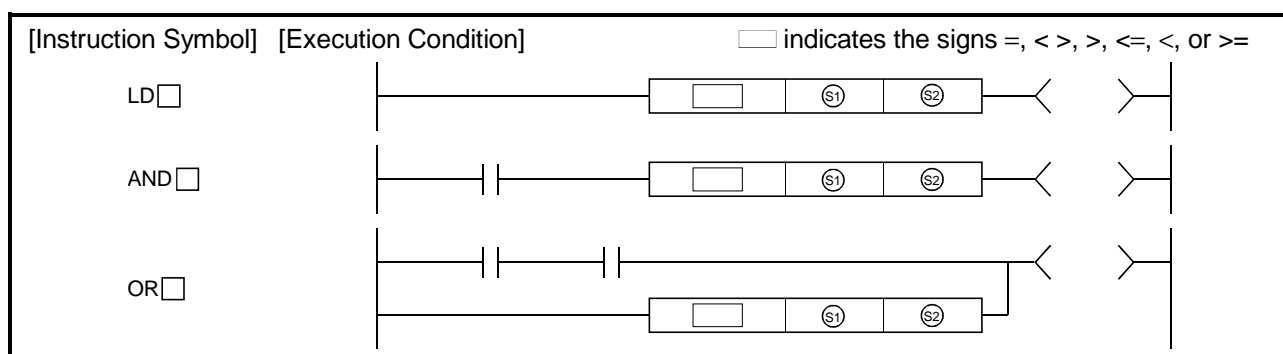 [Instruction Symbol] [Execution Condition] indicates the signs =, < >, >, <=, <, or >=
LD
S1 S2
AND
S1 S2
OR
S1 S2